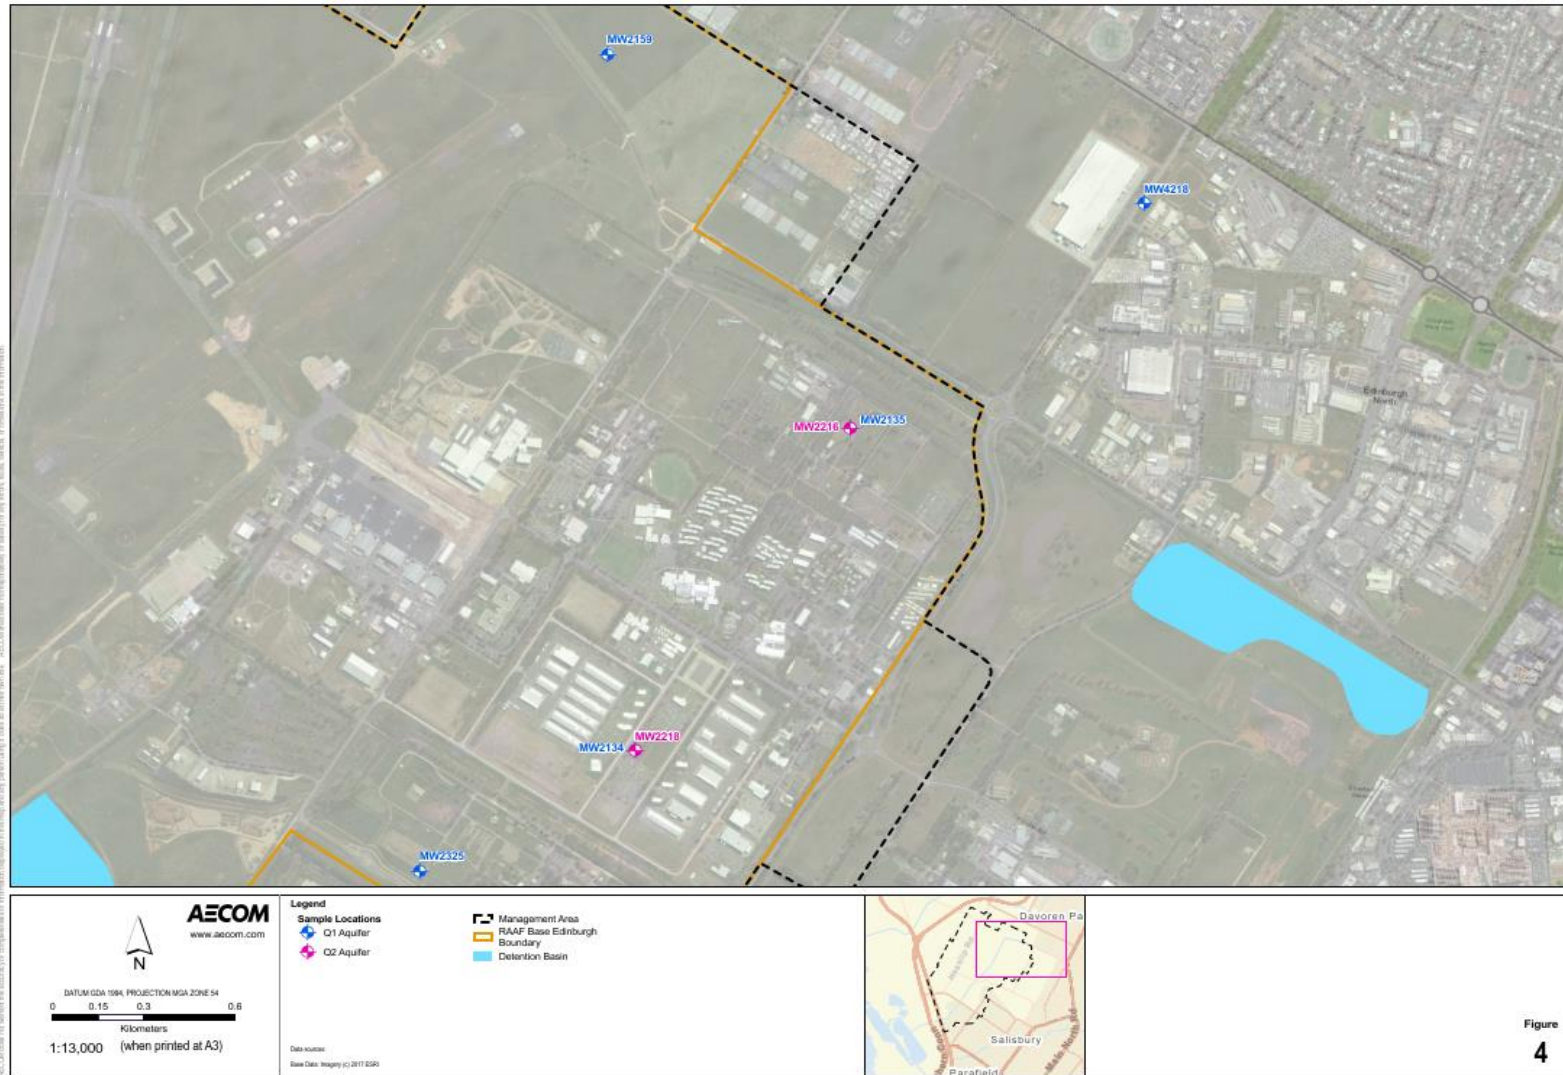 MW2159
MW4218
MW2216
MW2135
Edinburgh
North
MW2134
MW2218
MW2325
AECOM
www.aecom.com
N
DATUM GDA 1994, PROJECTION MGA ZONE 54
0 0.15 0.3 0.6
Kilometers
1:13,000 (when printed at A3)
Legend
Sample Locations
Q1 Aquifer
Q2 Aquifer
Management Area
RAAF Base Edinburgh
Boundary
Detention Basin
Data sources:
Base Data: Imagery (c) 2017 ESRI
Davoren Pa
Salisbury
Main North Rd
Parafield
Figure
4